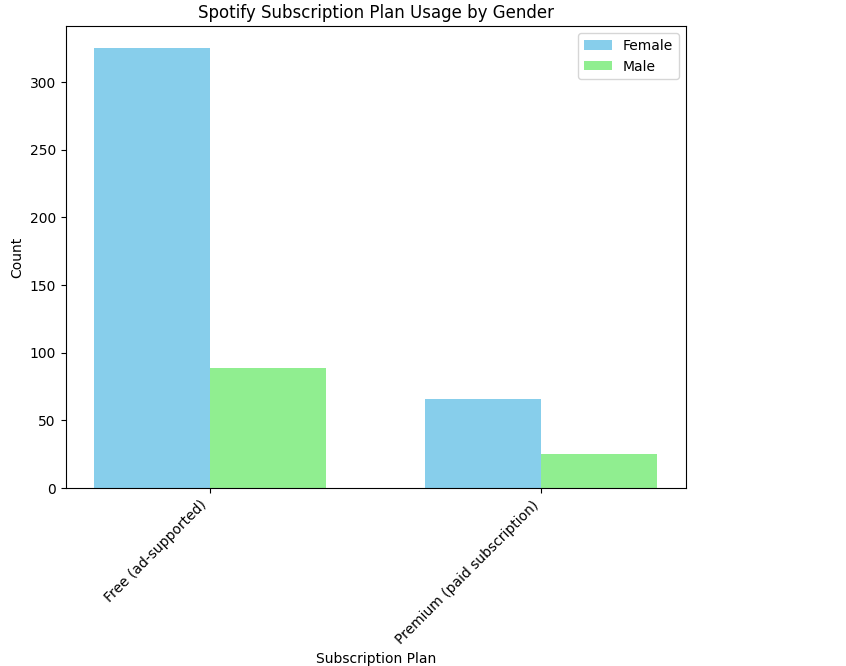 Spotify Subscription Plan Usage by Gender
Female
Male
Count
300
250
200
150
100
50
0
Free (ad-supported)
Premium (paid subscription)
Subscription Plan